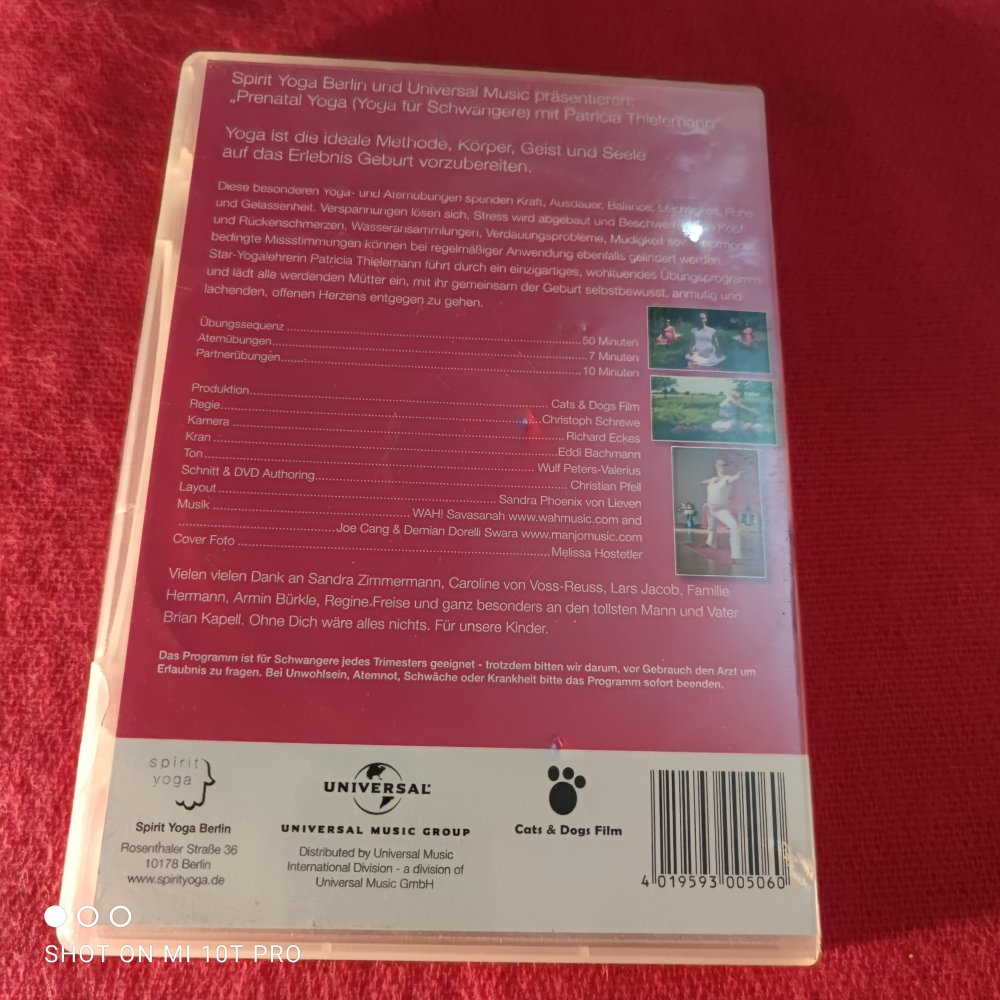 Spirit Yoga Berlin und Universal Music präsentieren:
„Prenatal Yoga (Yoga für Schwangere) mit Patricia Thielemann“
Yoga ist die ideale Methode, Körper, Geist und Seele
auf das Erlebnis Geburt vorzubereiten.
Diese besonderen Yoga- und Atemübungen spenden Kraft, Ausdauer, Balance, Leichtigkeit, Ruhe
und Gelassenheit. Verspannungen lösen sich, Stress wird abgebaut und Kopf-
und Rückenschmerzen, Wasseransammlungen, Verdauungsprobleme, Müdigkeit
bedingte Missstimmungen können bei regelmäßiger Anwendung ebenfalls gelindert werden.
Star-Yogalehrerin Patricia Thielemann führt durch ein einzigartiges, wohltuendes Übungsprogramm
und lädt alle werdenden Mütter ein, mit ihr gemeinsam der Geburt selbstbewusst, anmutig und
lachenden, offenen Herzens entgegen zu gehen.
Übungssequenz 50 Minuten
Atemübungen 7 Minuten
Partnerübungen 10 Minuten
Produktion Cats & Dogs Film
Regie Christoph Schrewe
Kamera Richard Eckes
Kran Eddi Bachmann
Ton Wulf Peters-Valerius
Schnitt & DVD Authoring Christian Pfeil
Layout Sandra Phoenix von Lieven
Musik WAH! Savasanah www.wahmusic.com and
Joe Cang & Demian Dorelli Swara www.manjomusic.com
Cover Foto Melissa Hostetler
Vielen vielen Dank an Sandra Zimmermann, Caroline von Voss-Reuss, Lars Jacob, Familie
Hermann, Armin Bürkle, Regine Freise und ganz besonders an den tollsten Mann und Vater
Brian Kapell. Ohne Dich wäre alles nichts. Für unsere Kinder.
Das Programm ist für Schwangere jedes Trimesters geeignet - trotzdem bitten wir darum, vor Gebrauch den Arzt um
Erlaubnis zu fragen. Bei Unwohlsein, Atemnot, Schwäche oder Krankheit bitte das Programm sofort beenden.
spirit
yoga
Spirit Yoga Berlin
Rosenthaler Straße 36
10178 Berlin
www.spirityoga.de
UNIVERSAL
UNIVERSAL MUSIC GROUP
Distributed by Universal Music
International Division - a division of
Universal Music GmbH
Cats & Dogs Film
4 019593 005060
SHOT ON MI 10T PRO